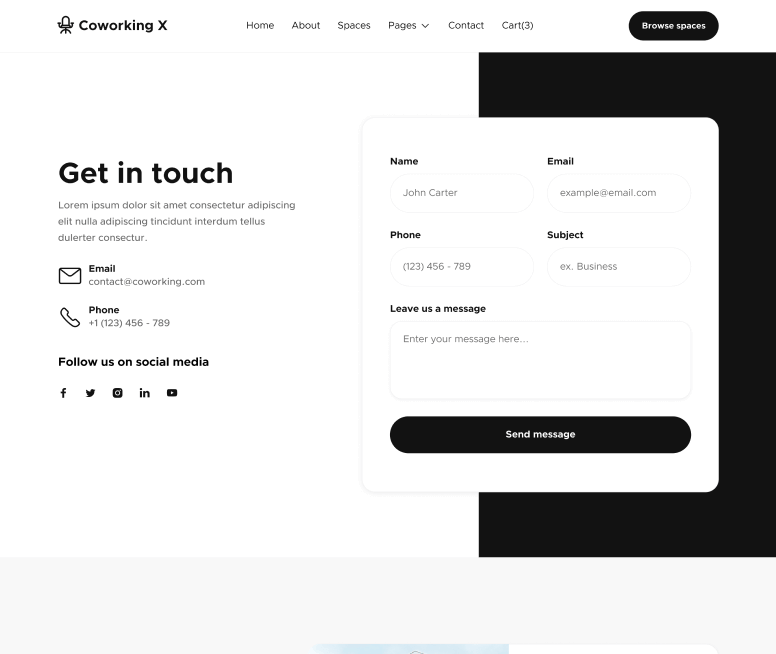 Coworking X
Home About Spaces Pages Contact Cart(3)
Browse spaces
Get in touch
Lorem ipsum dolor sit amet consectetur adipiscing
elit nulla adipiscing tincidunt interdum tellus
dulerter consectur.
Email
contact@coworking.com
Phone
+1 (123) 456 - 789
Follow us on social media
Name Email
John Carter example@email.com
Phone Subject
(123) 456 - 789 ex. Business
Leave us a message
Enter your message here...
Send message